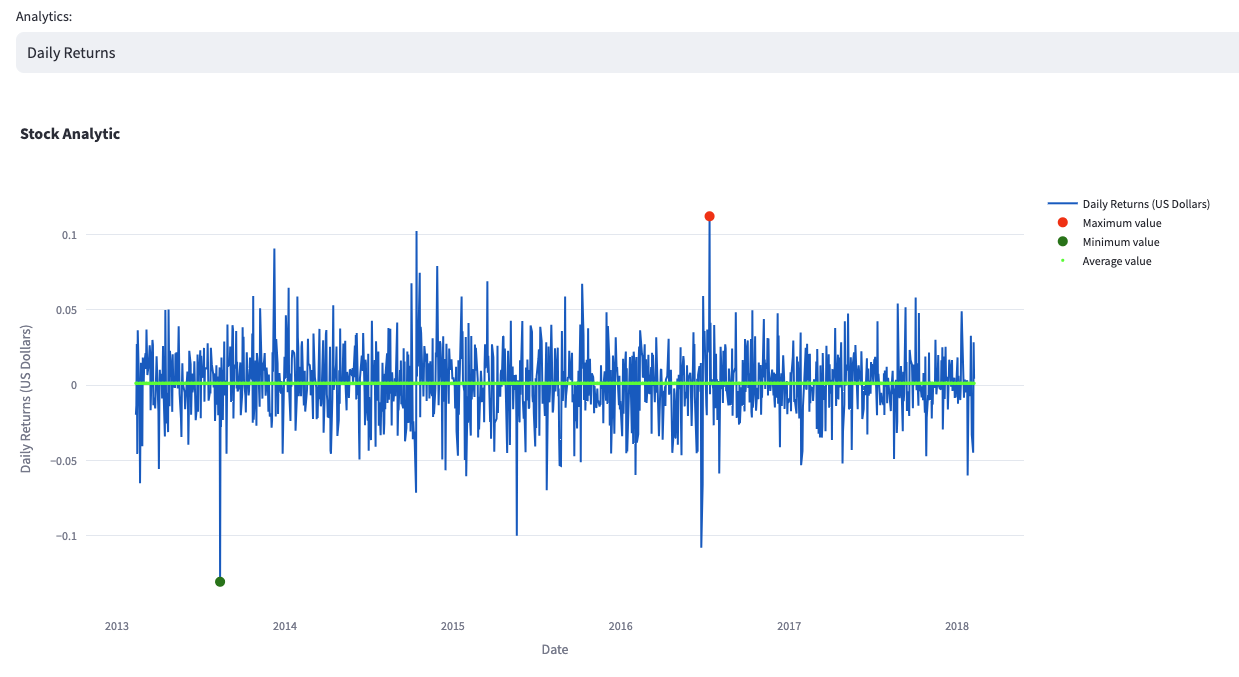 Analytics:
Daily Returns
Stock Analytic
Daily Returns (US Dollars)
Maximum value
Minimum value
Average value
Daily Returns (US Dollars)
0.1
0.05
0
−0.05
−0.1
2013
2014
2015
2016
2017
2018
Date